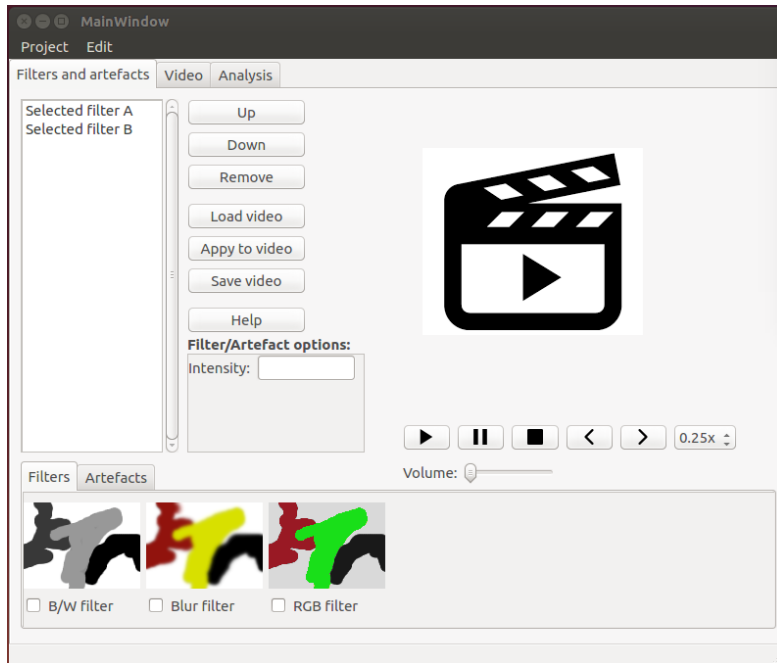 MainWindow
Project Edit
Filters and artefacts Video Analysis
Selected filter A
Selected filter B
Up
Down
Remove
Load video
Appy to video
Save video
Help
Filter/Artefact options:
Intensity:
0.25x
Volume:
Filters Artefacts
B/W filter Blur filter RGB filter